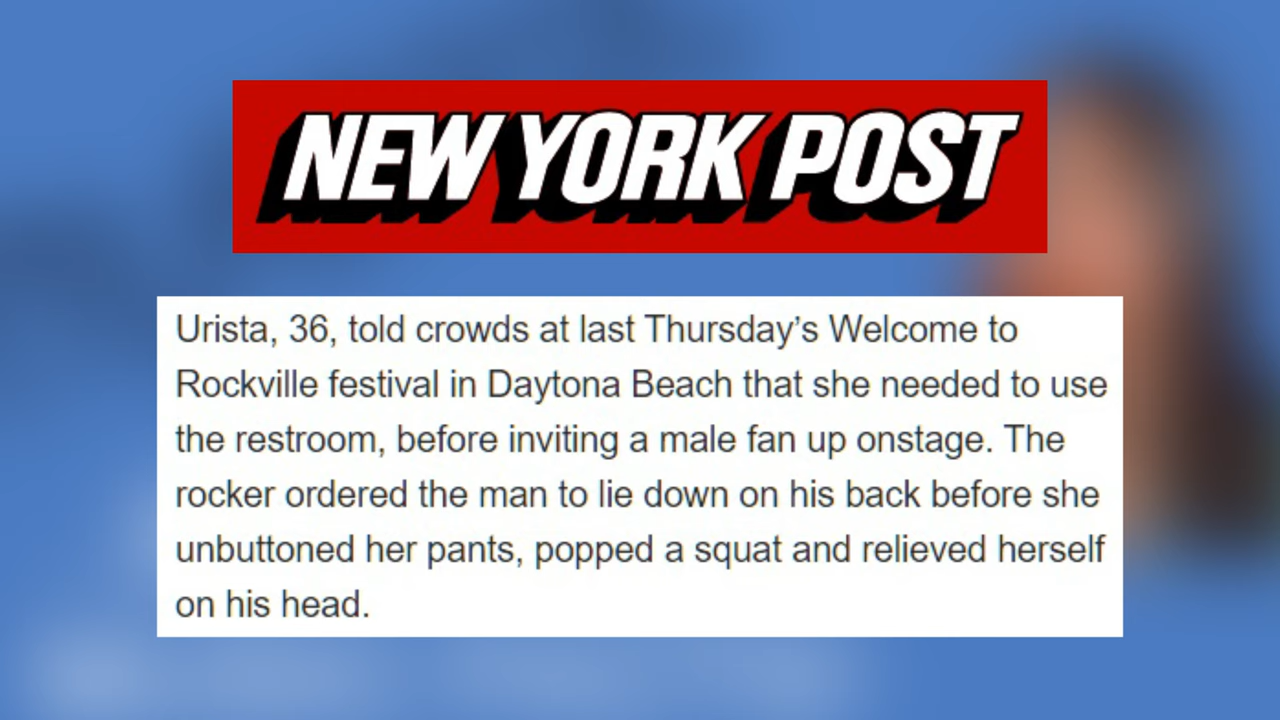 NEW YORK POST
Urista, 36, told crowds at last Thursday’s Welcome to
Rockville festival in Daytona Beach that she needed to use
the restroom, before inviting a male fan up onstage. The
rocker ordered the man to lie down on his back before she
unbuttoned her pants, popped a squat and relieved herself
on his head.